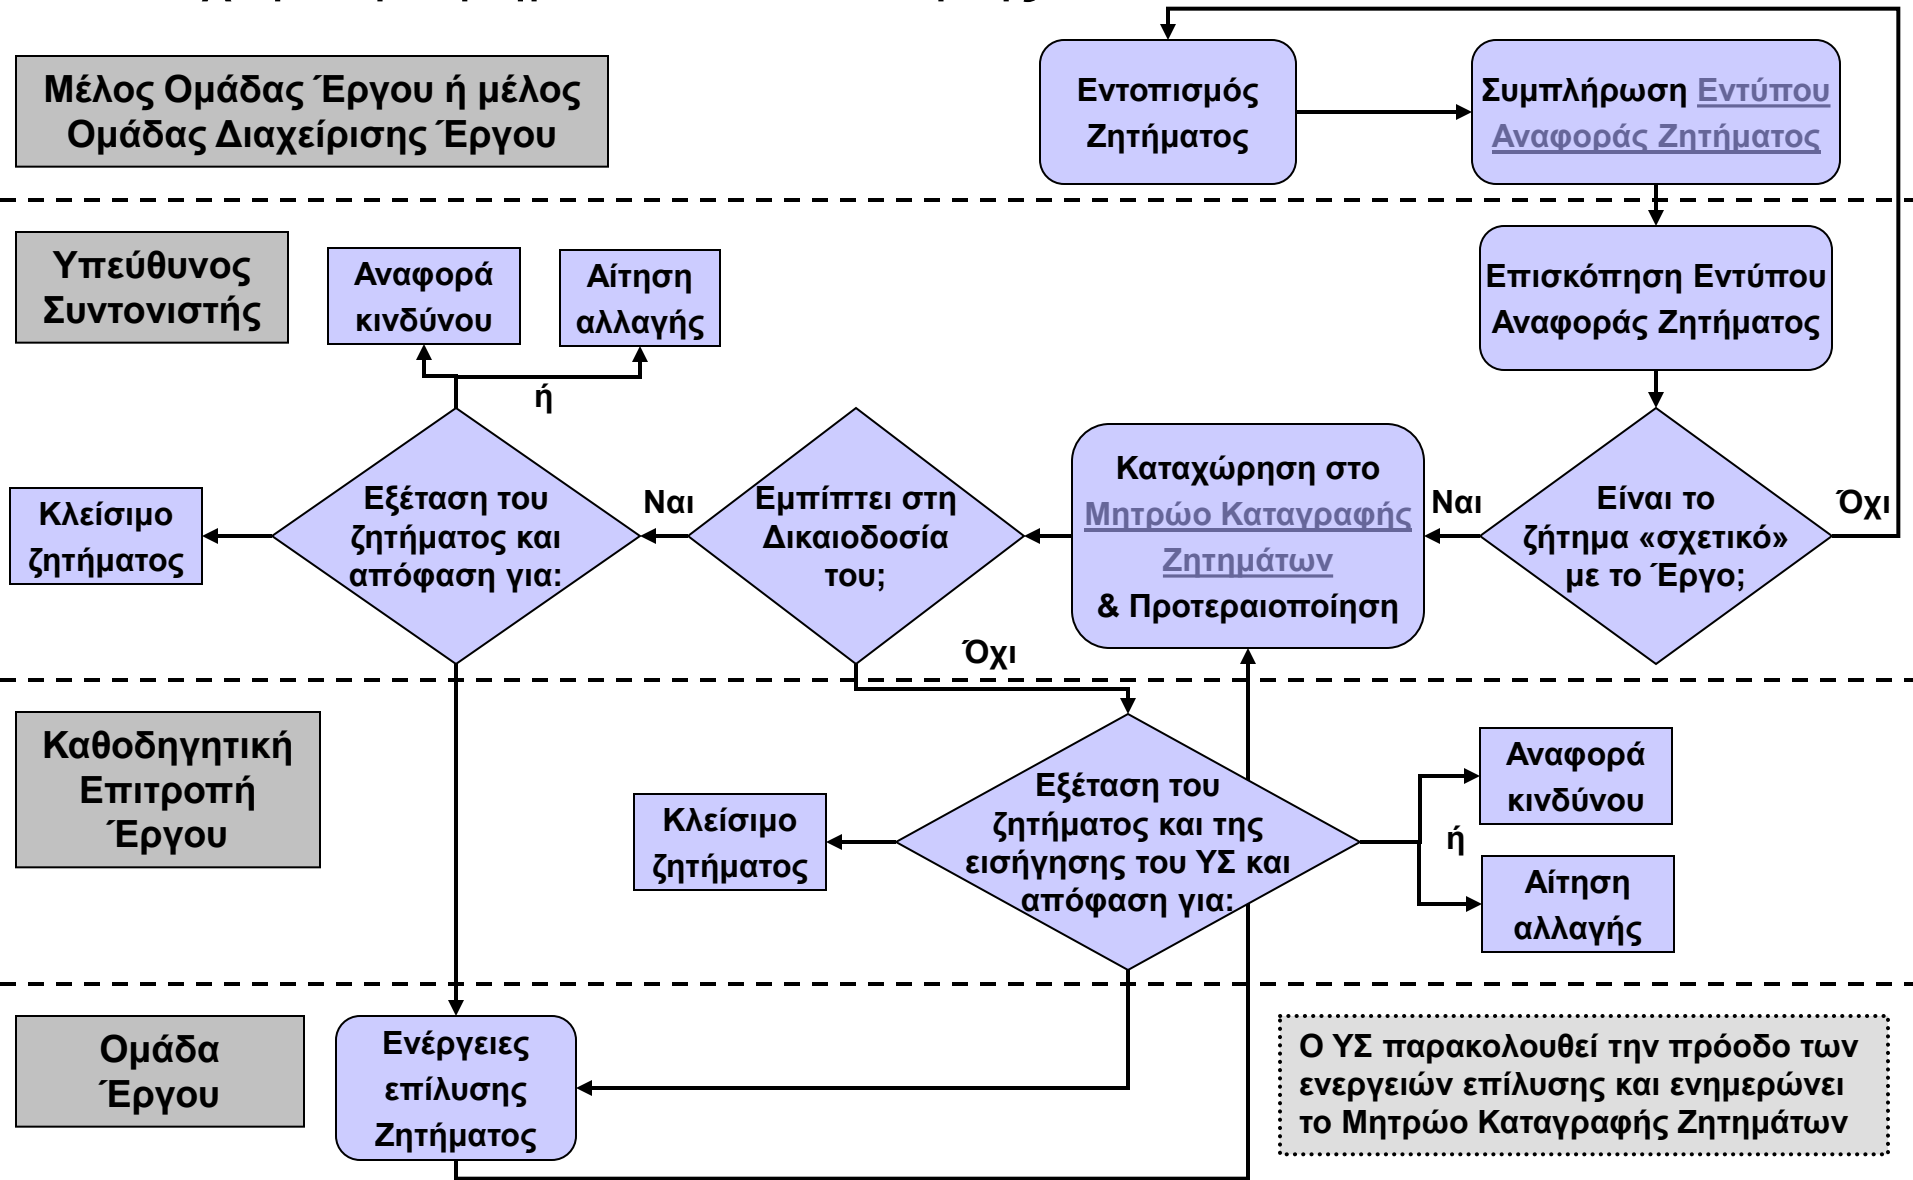 Μέλος Ομάδας Έργου ή μέλος
Ομάδας Διαχείρισης Έργου
Εντοπισμός
Ζητήματος
Συμπλήρωση Εντύπου
Αναφοράς Ζητήματος
Υπεύθυνος
Συντονιστής
Αναφορά
κινδύνου
Αίτηση
αλλαγής
ή
Επισκόπηση Εντύπου
Αναφοράς Ζητήματος
Κλείσιμο
ζητήματος
Εξέταση του
ζητήματος και
απόφαση για:
Ναι
Εμπίπτει στη
Δικαιοδοσία
του;
Όχι
Καταχώρηση στο
Μητρώο Καταγραφής
Ζητημάτων
& Προτεραιοποίηση
Ναι
Είναι το
ζήτημα «σχετικό»
με το Έργο;
Όχι
Καθοδηγητική
Επιτροπή
Έργου
Κλείσιμο
ζητήματος
Εξέταση του
ζητήματος και της
εισήγησης του ΥΣ και
απόφαση για:
Αναφορά
κινδύνου
ή
Αίτηση
αλλαγής
Ομάδα
Έργου
Ενέργειες
επίλυσης
Ζητήματος
Ο ΥΣ παρακολουθεί την πρόοδο των
ενεργειών επίλυσης και ενημερώνει
το Μητρώο Καταγραφής Ζητημάτων